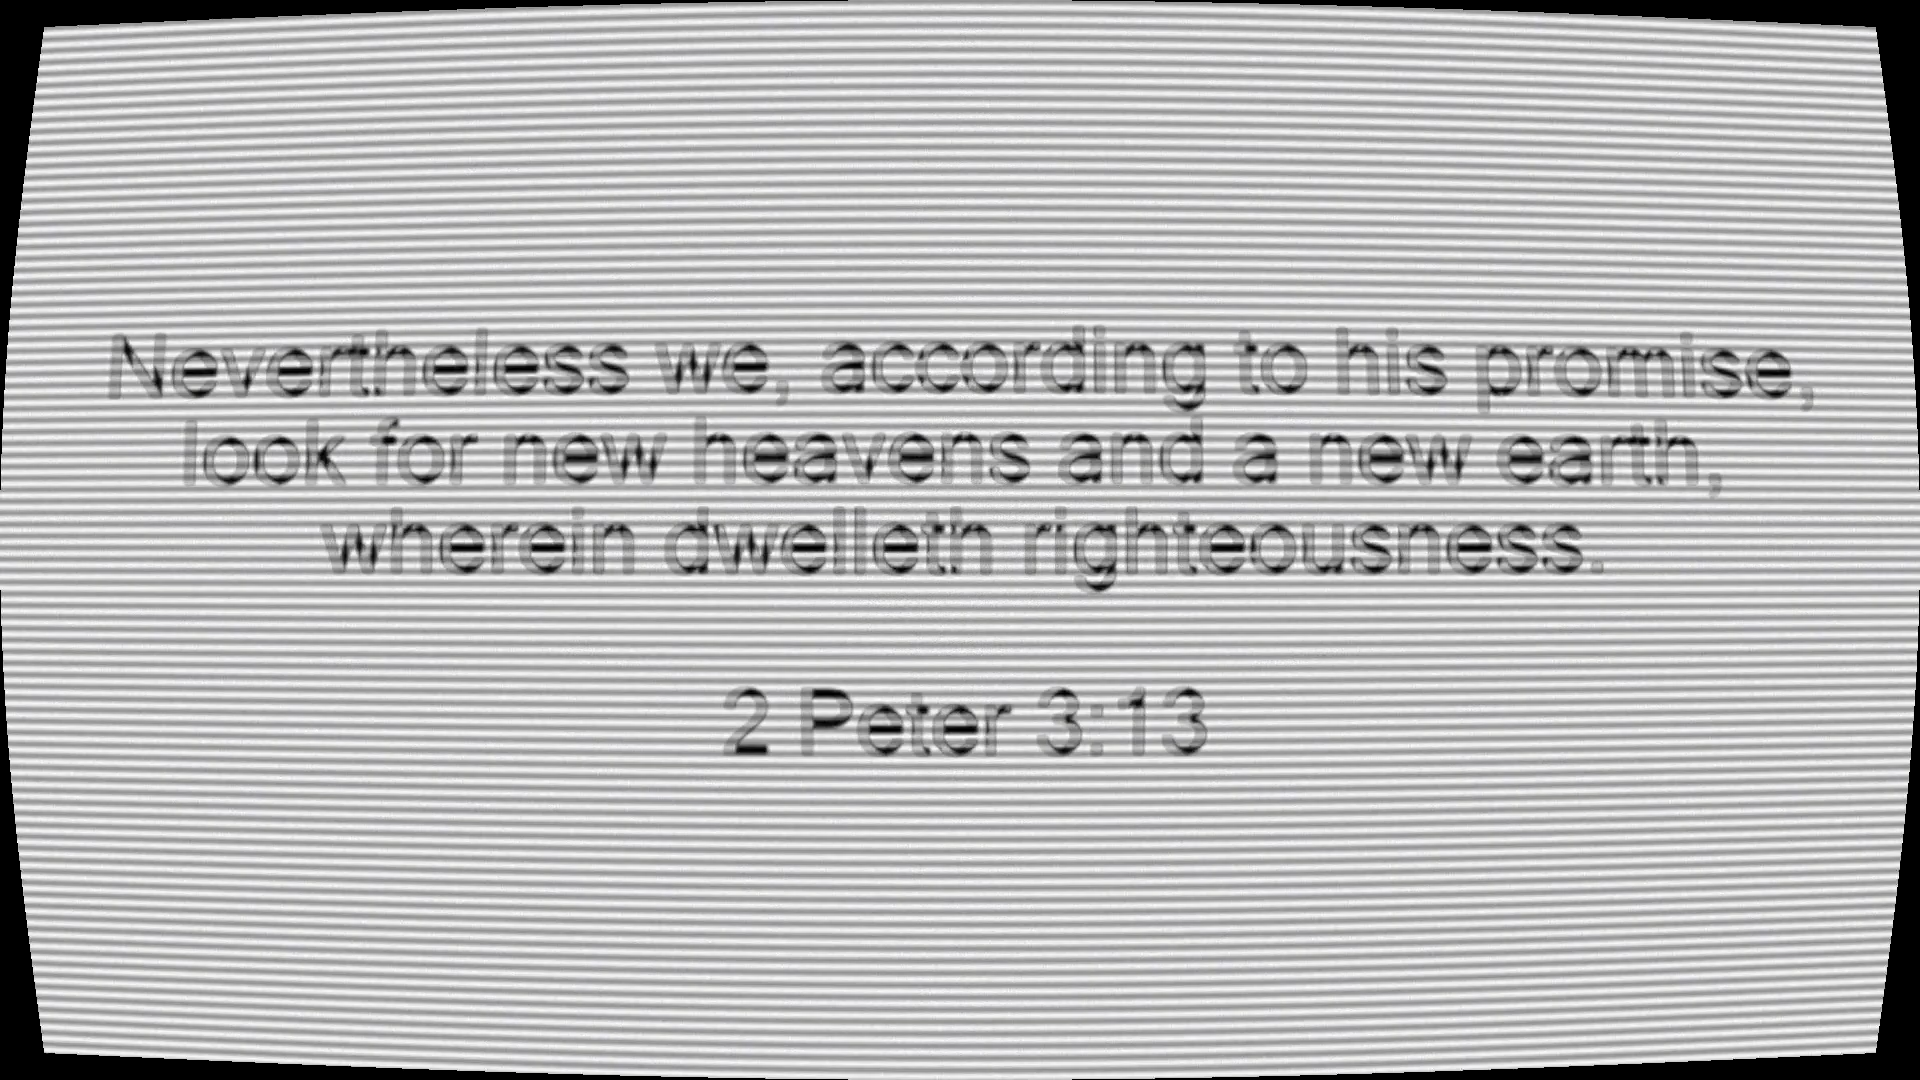 Nevertheless we, according to his promise,
look for new heavens and a new earth,
wherein dwelleth righteousness.
2 Peter 3:13